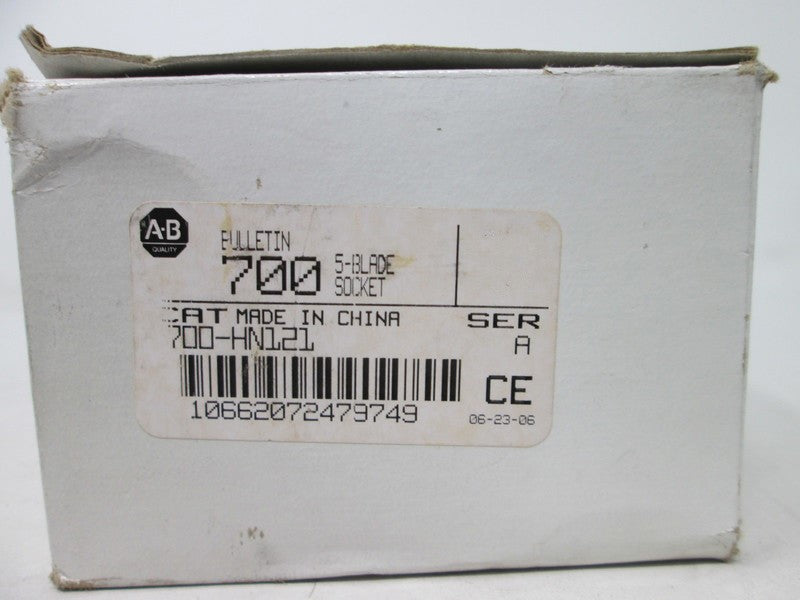 A-B
QUALITY
BULLETIN
700 5-BLADE
SOCKET
CAT MADE IN CHINA SER
700-HN121 A
CE
10662072479749
06-23-06